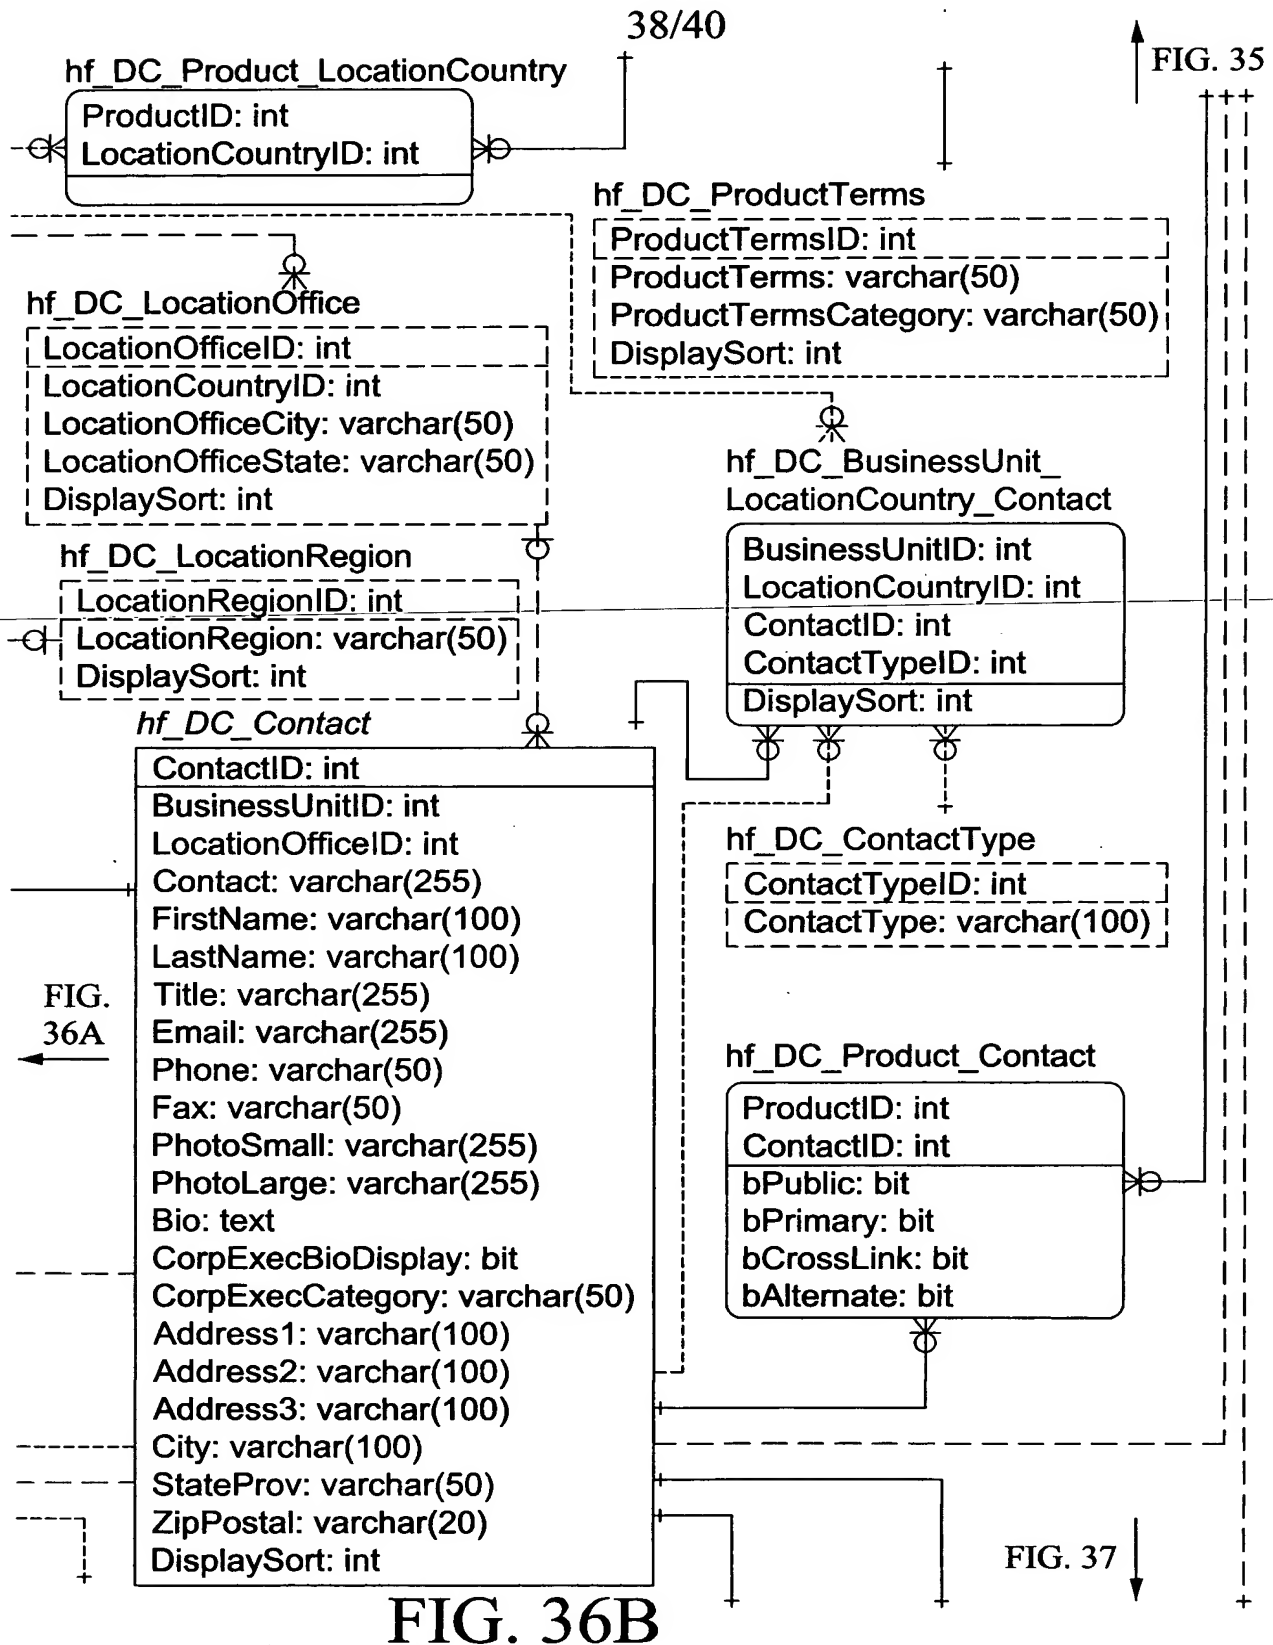 38/40
FIG. 35
hf_DC_Product_LocationCountry
ProductID: int
LocationCountryID: int
hf_DC_ProductTerms
ProductTermsID: int
ProductTerms: varchar(50)
ProductTermsCategory: varchar(50)
DisplaySort: int
hf_DC_LocationOffice
LocationOfficeID: int
LocationCountryID: int
LocationOfficeCity: varchar(50)
LocationOfficeState: varchar(50)
DisplaySort: int
hf_DC_BusinessUnit_
LocationCountry_Contact
BusinessUnitID: int
LocationCountryID: int
ContactID: int
ContactTypeID: int
DisplaySort: int
hf_DC_LocationRegion
LocationRegionID: int
LocationRegion: varchar(50)
DisplaySort: int
hf_DC_Contact
ContactID: int
BusinessUnitID: int
LocationOfficeID: int
Contact: varchar(255)
FirstName: varchar(100)
LastName: varchar(100)
Title: varchar(255)
Email: varchar(255)
Phone: varchar(50)
Fax: varchar(50)
PhotoSmall: varchar(255)
PhotoLarge: varchar(255)
Bio: text
CorpExecBioDisplay: bit
CorpExecCategory: varchar(50)
Address1: varchar(100)
Address2: varchar(100)
Address3: varchar(100)
City: varchar(100)
StateProv: varchar(50)
ZipPostal: varchar(20)
DisplaySort: int
hf_DC_ContactType
ContactTypeID: int
ContactType: varchar(100)
FIG.
36A
hf_DC_Product_Contact
ProductID: int
ContactID: int
bPublic: bit
bPrimary: bit
bCrossLink: bit
bAlternate: bit
FIG. 37
FIG. 36B